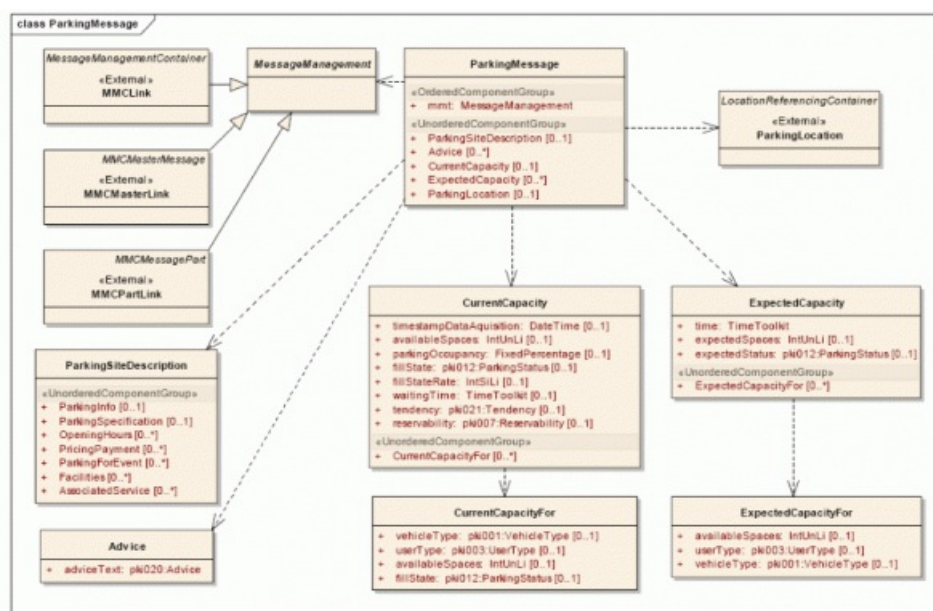 class ParkingMessage
MessageManagementContainer
«External»
MMCLink
MMCMasterMessage
«External»
MMCMasterLink
MMCMessagePart
«External»
MMCPartLink
MessageManagement
ParkingMessage
«OrderedComponentGroup»
+ mmt: MessageManagement
«UnorderedComponentGroup»
+ ParkingSiteDescription [0..1]
+ Advice [0..*]
+ CurrentCapacity [0..1]
+ ExpectedCapacity [0..*]
+ ParkingLocation [0..1]
LocationReferencingContainer
«External»
ParkingLocation
ParkingSiteDescription
«UnorderedComponentGroup»
+ ParkingInfo [0..1]
+ ParkingSpecification [0..1]
+ OpeningHours [0..*]
+ PricingPayment [0..*]
+ ParkingForEvent [0..*]
+ Facilities [0..*]
+ AssociatedService [0..*]
Advice
+ adviceText: pki020:Advice
CurrentCapacity
+ timestampDataAquisition: DateTime [0..1]
+ availableSpaces: IntUnLi [0..1]
+ parkingOccupancy: FixedPercentage [0..1]
+ fillState: pki012:ParkingStatus [0..1]
+ fillStateRate: IntSiLi [0..1]
+ waitingTime: TimeToolkit [0..1]
+ tendency: pki021:Tendency [0..1]
+ reservability: pki007:Reservability [0..1]
«UnorderedComponentGroup»
+ CurrentCapacityFor [0..*]
ExpectedCapacity
+ time: TimeToolkit
+ expectedSpaces: IntUnLi [0..1]
+ expectedStatus: pki012:ParkingStatus [0..1]
«UnorderedComponentGroup»
+ ExpectedCapacityFor [0..*]
CurrentCapacityFor
+ vehicleType: pki001:VehicleType [0..1]
+ userType: pki003:UserType [0..1]
+ availableSpaces: IntUnLi [0..1]
+ fillState: pki012:ParkingStatus [0..1]
ExpectedCapacityFor
+ availableSpaces: IntUnLi [0..1]
+ userType: pki003:UserType [0..1]
+ vehicleType: pki001:VehicleType [0..1]